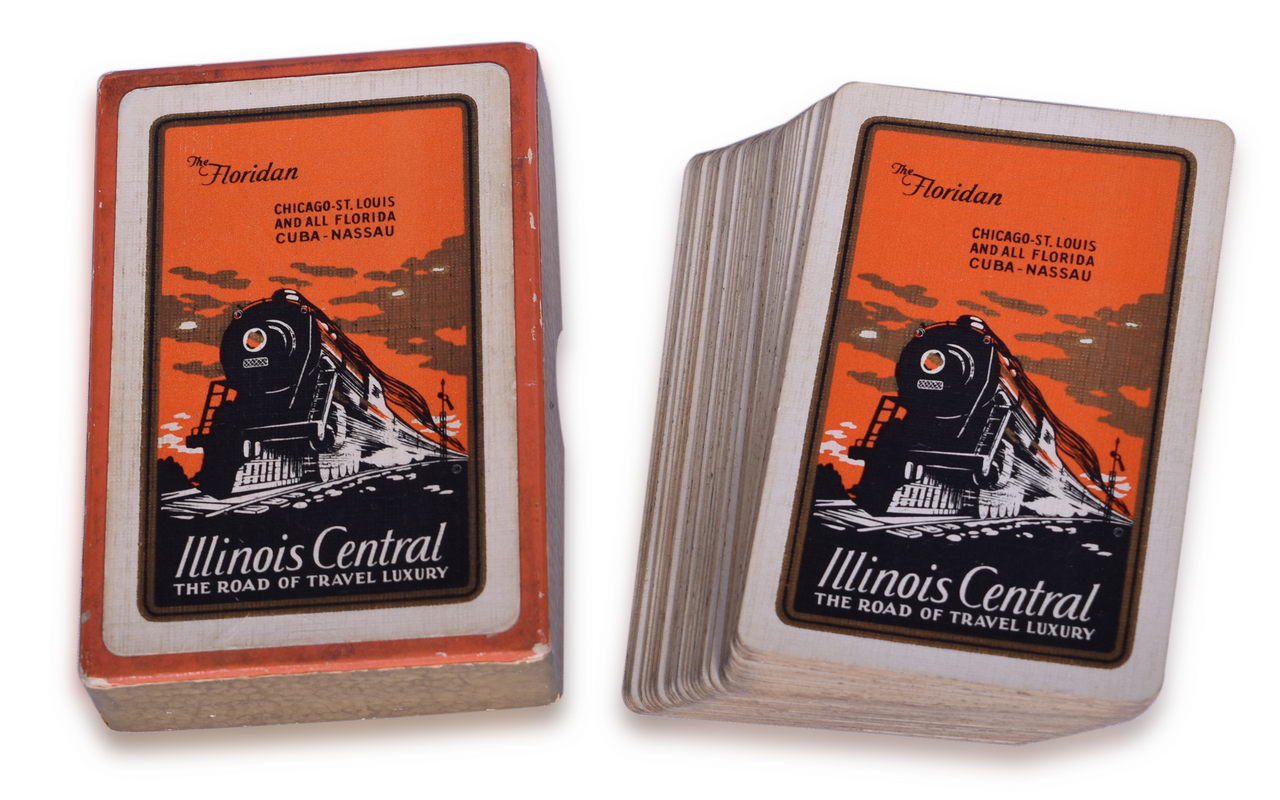 The
Floridan
CHICAGO-ST. LOUIS
AND ALL FLORIDA
CUBA-NASSAU
Illinois Central
THE ROAD OF TRAVEL LUXURY
The
Floridan
CHICAGO-ST. LOUIS
AND ALL FLORIDA
CUBA-NASSAU
Illinois Central
THE ROAD OF TRAVEL LUXURY